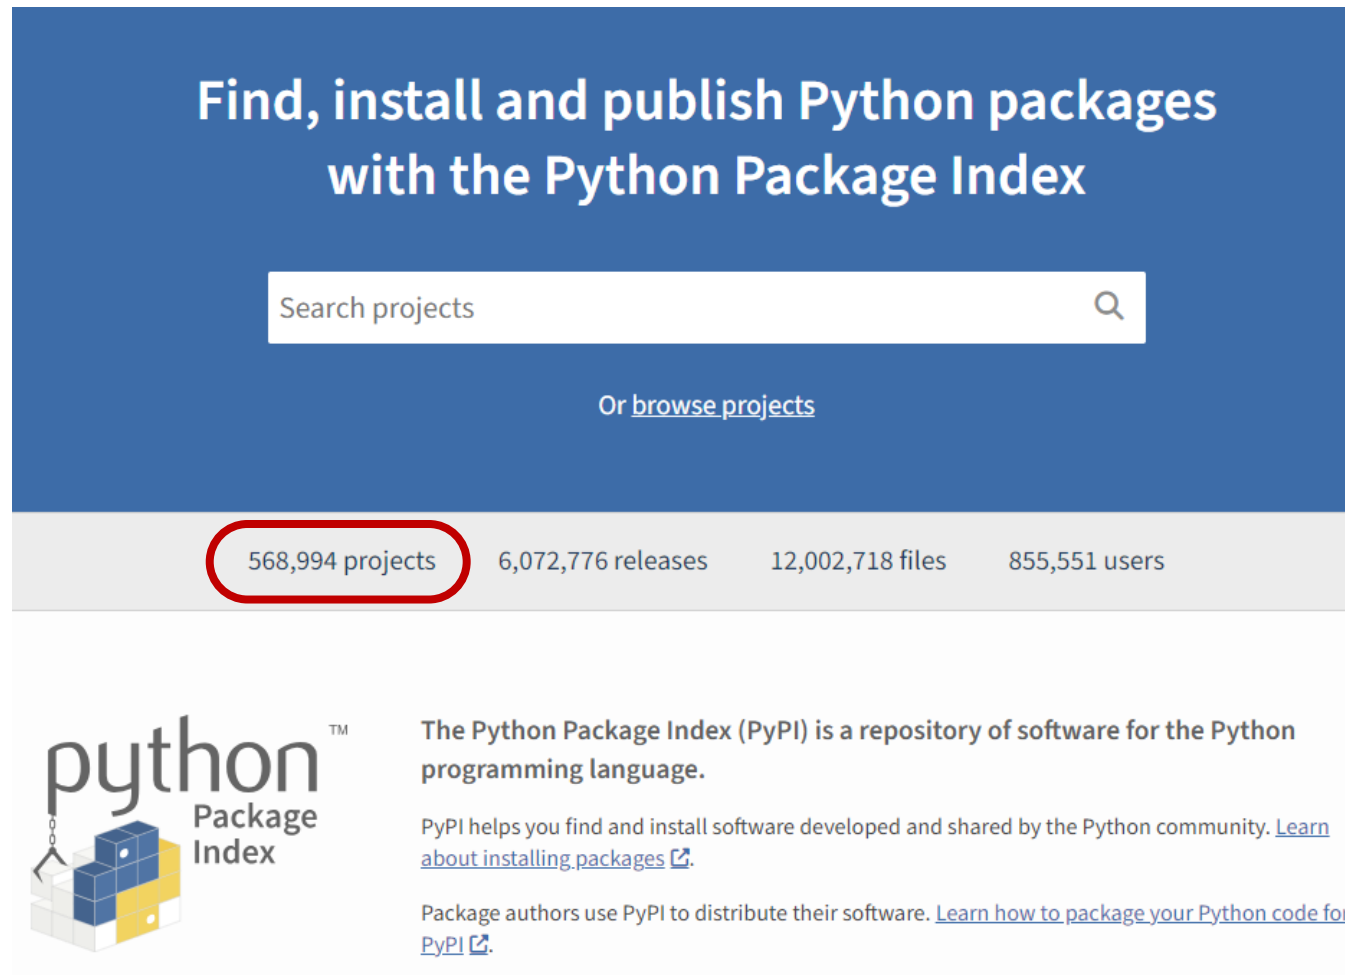 Find, install and publish Python packages
with the Python Package Index
Search projects
Or browse projects
568,994 projects 6,072,776 releases 12,002,718 files 855,551 users
python™
Package
Index
The Python Package Index (PyPI) is a repository of software for the Python
programming language.
PyPI helps you find and install software developed and shared by the Python community. Learn
about installing packages.
Package authors use PyPI to distribute their software. Learn how to package your Python code for
PyPI.